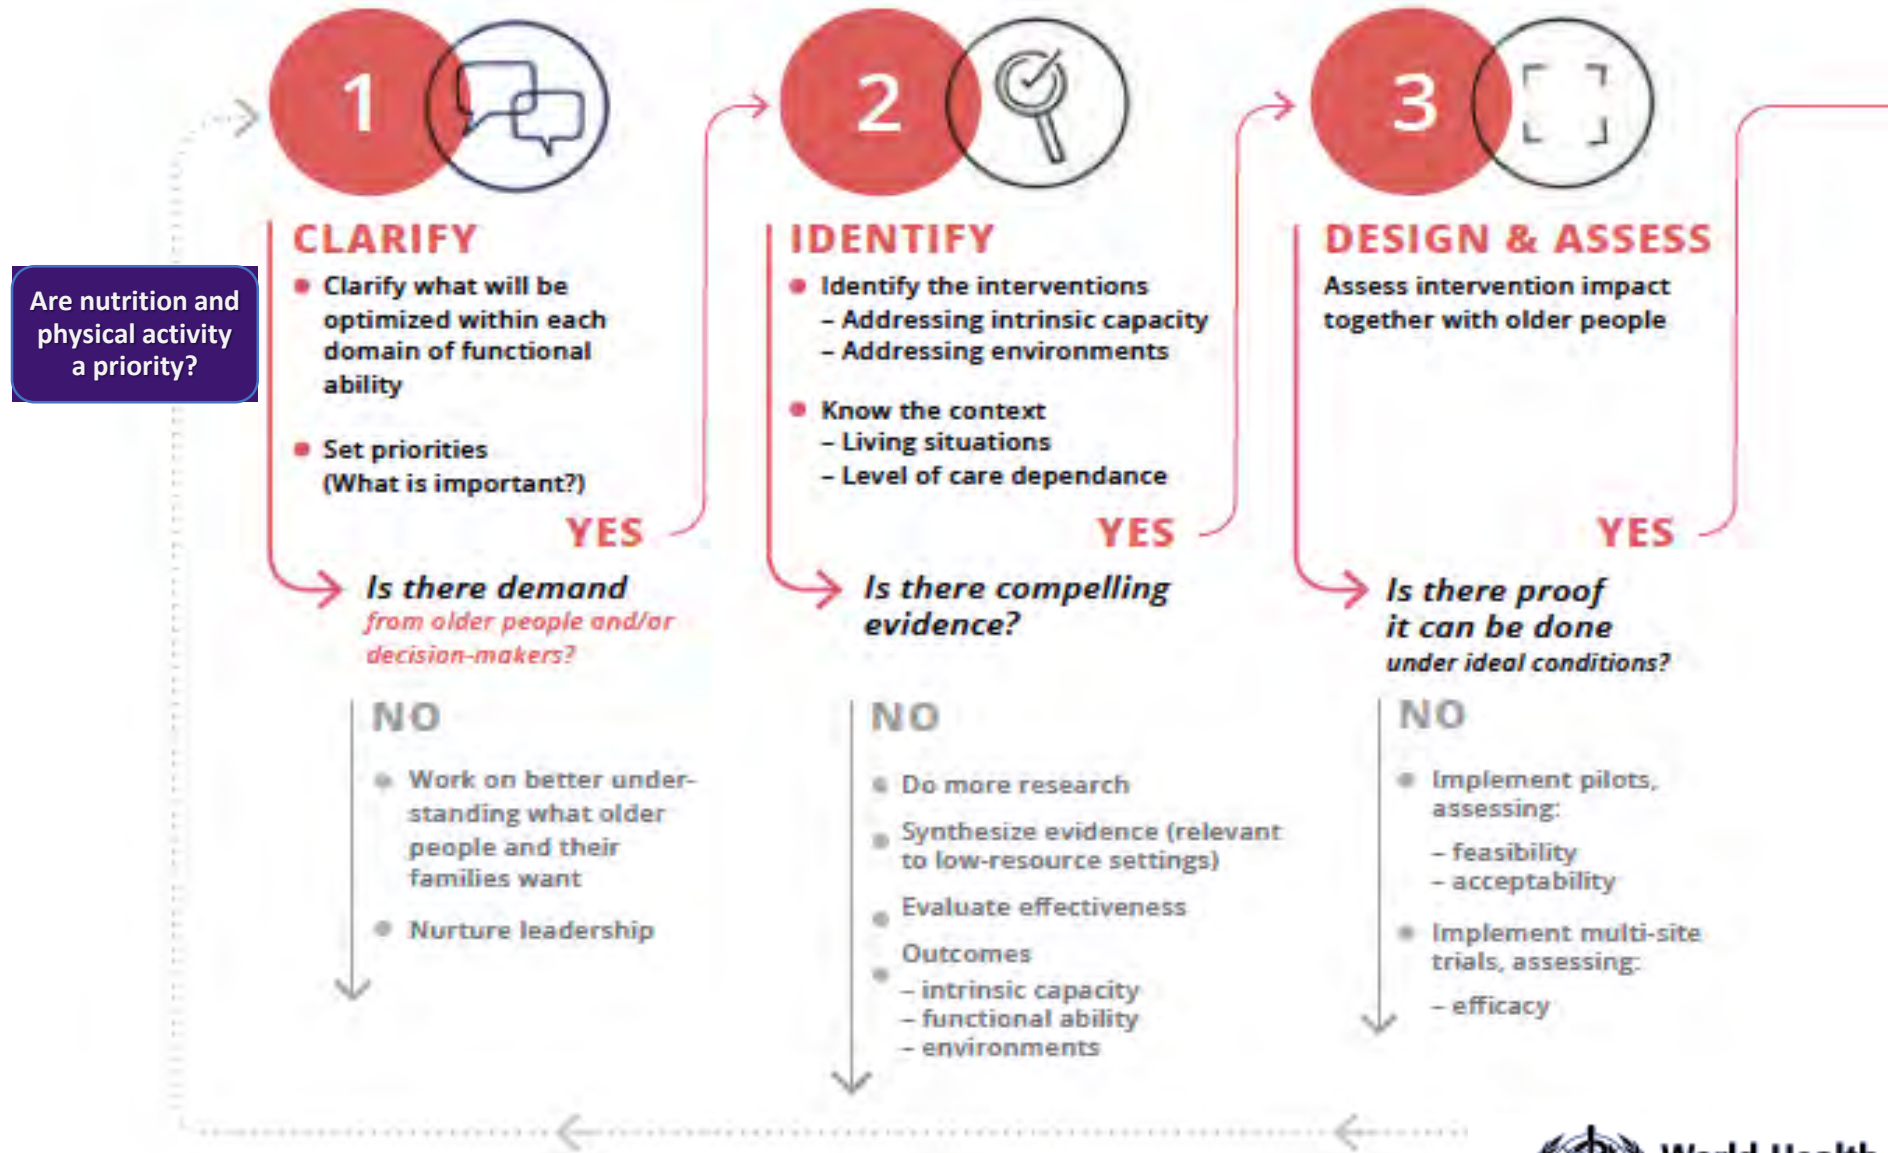 1
2
3
Are nutrition and
physical activity
a priority?
CLARIFY
• Clarify what will be
optimized within each
domain of functional
ability
• Set priorities
(What is important?)
YES
Is there demand
from older people and/or
decision-makers?
NO
• Work on better under-
standing what older
people and their
families want
• Nurture leadership
IDENTIFY
• Identify the interventions
– Addressing intrinsic capacity
– Addressing environments
• Know the context
– Living situations
– Level of care dependance
YES
Is there compelling
evidence?
NO
• Do more research
• Synthesize evidence (relevant
to low-resource settings)
• Evaluate effectiveness
• Outcomes
– intrinsic capacity
– functional ability
– environments
DESIGN & ASSESS
Assess intervention impact
together with older people
YES
Is there proof
it can be done
under ideal conditions?
NO
• Implement pilots,
assessing:
– feasibility
– acceptability
• Implement multi-site
trials, assessing:
– efficacy
World Health